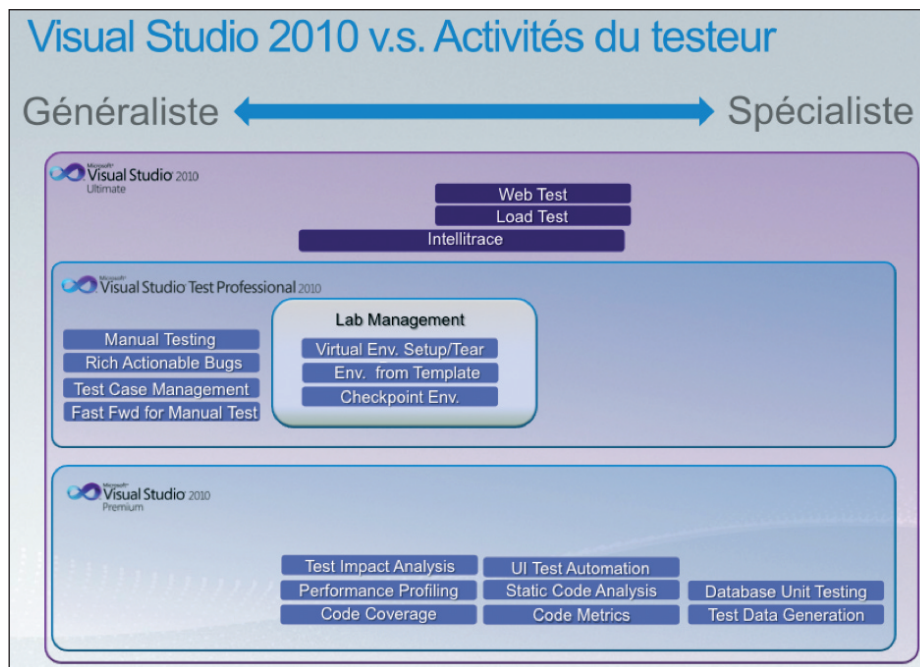 Visual Studio 2010 v.s. Activités du testeur
Généraliste
Spécialiste
Microsoft
Visual Studio 2010
Ultimate
Web Test
Load Test
Intellitrace
Microsoft
Visual Studio Test Professional 2010
Manual Testing
Rich Actionable Bugs
Test Case Management
Fast Fwd for Manual Test
Lab Management
Virtual Env. Setup/Tear
Env. from Template
Checkpoint Env.
Microsoft
Visual Studio 2010
Premium
Test Impact Analysis
Performance Profiling
Code Coverage
UI Test Automation
Static Code Analysis
Code Metrics
Database Unit Testing
Test Data Generation